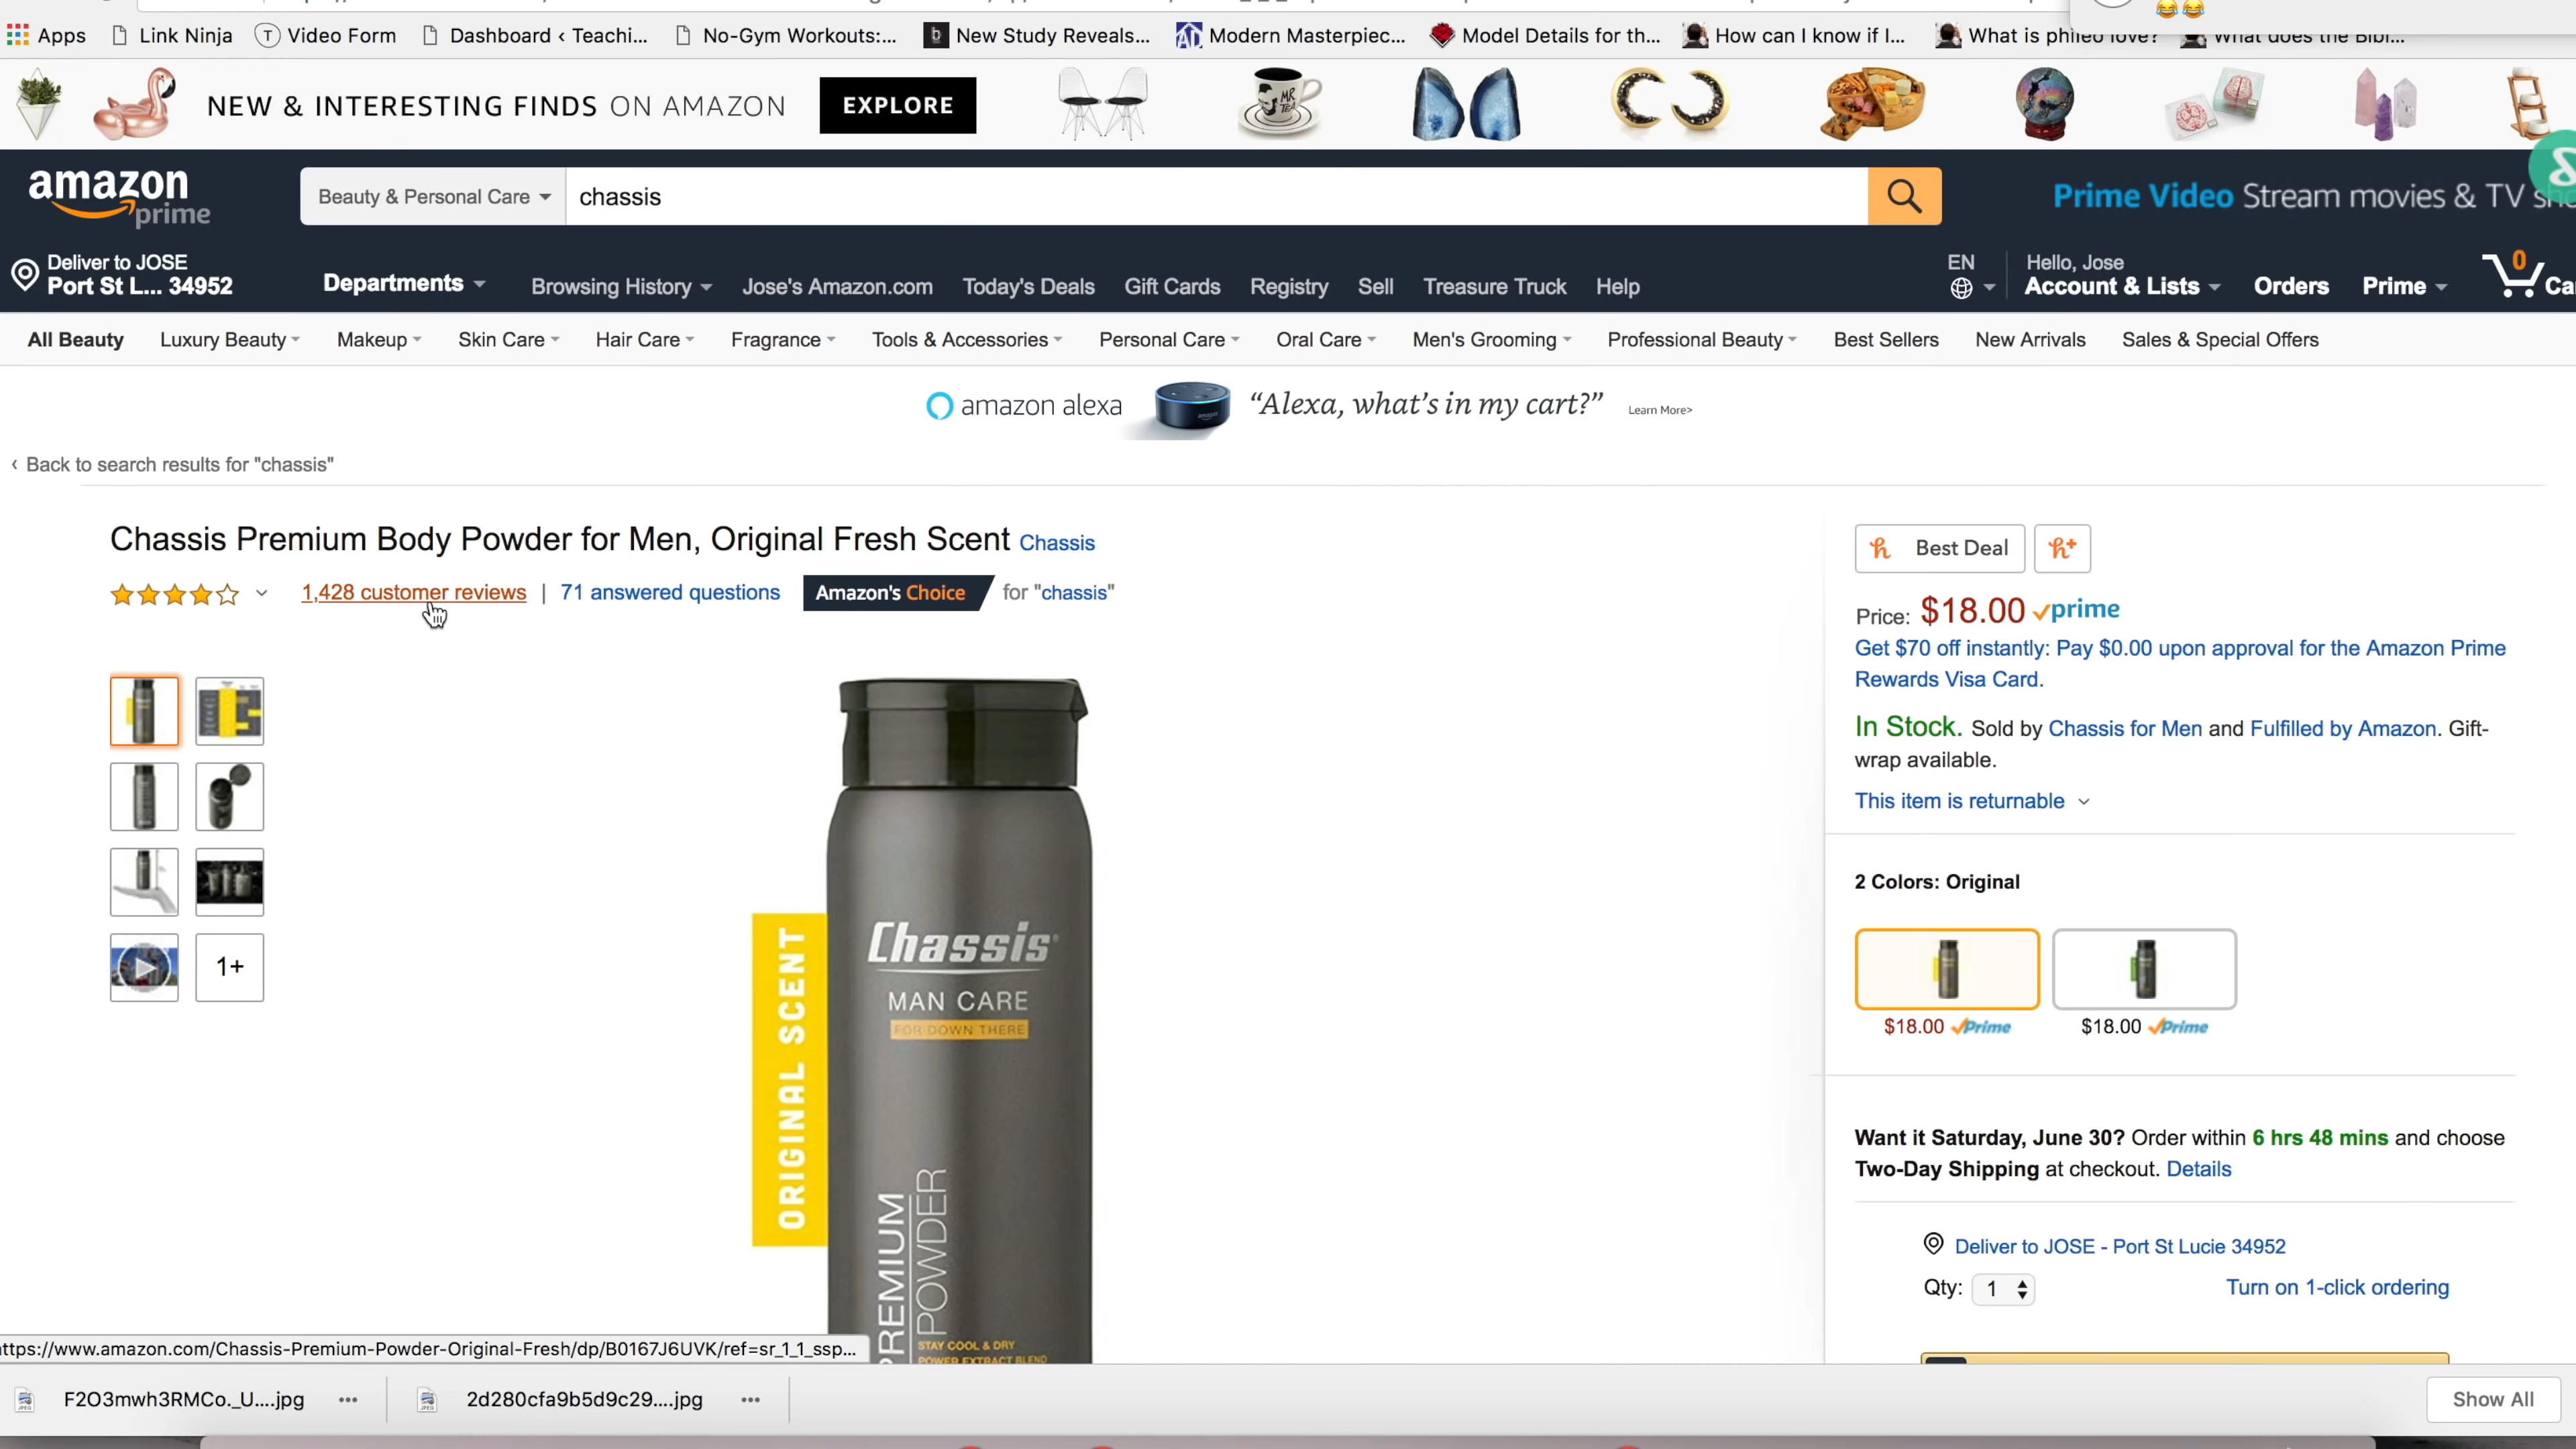 Apps Link Ninja Video Form Dashboard ‹ Teachi... No-Gym Workouts:... New Study Reveals... Modern Masterpiec... Model Details for th... How can I know if I... What is phileo love? What does the Bibl...
NEW & INTERESTING FINDS ON AMAZON EXPLORE
MR TEA
amazon prime
Beauty & Personal Care chassis
Prime Video Stream movies & TV
Deliver to JOSE
Port St L... 34952
Departments Browsing History Jose's Amazon.com Today's Deals Gift Cards Registry Sell Treasure Truck Help
EN
Hello, Jose
Account & Lists Orders Prime 0
All Beauty Luxury Beauty Makeup Skin Care Hair Care Fragrance Tools & Accessories Personal Care Oral Care Men's Grooming Professional Beauty Best Sellers New Arrivals Sales & Special Offers
amazon alexa “Alexa, what’s in my cart?” Learn More>
‹ Back to search results for "chassis"
Chassis Premium Body Powder for Men, Original Fresh Scent Chassis
1,428 customer reviews | 71 answered questions Amazon's Choice for "chassis"
1+
ORIGINAL SCENT
Chassis
MAN CARE
FOR DOWN THERE
PREMIUM
POWDER
STAY COOL & DRY
POWER EXTRACT BLEND
Best Deal
Price: $18.00 prime
Get $70 off instantly: Pay $0.00 upon approval for the Amazon Prime
Rewards Visa Card.
In Stock. Sold by Chassis for Men and Fulfilled by Amazon. Gift-
wrap available.
This item is returnable
2 Colors: Original
$18.00 Prime $18.00 Prime
Want it Saturday, June 30? Order within 6 hrs 48 mins and choose
Two-Day Shipping at checkout. Details
Deliver to JOSE - Port St Lucie 34952
Qty: 1 Turn on 1-click ordering
ttps://www.amazon.com/Chassis-Premium-Powder-Original-Fresh/dp/B0167J6UVK/ref=sr_1_1_ssp...
F2O3mwh3RMCo._U....jpg 2d280cfa9b5d9c29....jpg Show All